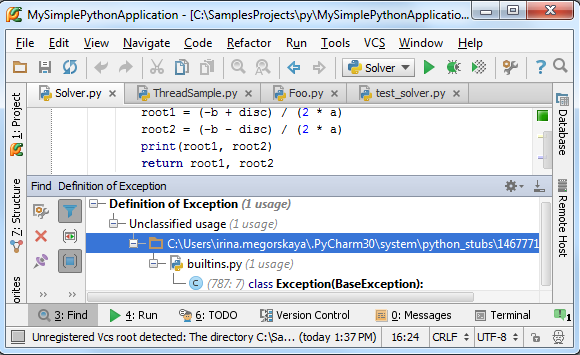 MySimplePythonApplication - [C:\SamplesProjects\py\MySimplePythonApplicatio...
File Edit View Navigate Code Refactor Run Tools VCS Window Help
Solver
Solver.py ThreadSample.py Foo.py test_solver.py
1: Project
Z: Structure
Database
Remote Host
root1 = (-b + disc) / (2 * a)
root2 = (-b - disc) / (2 * a)
print(root1, root2)
return root1, root2
Find Definition of Exception
Definition of Exception (1 usage)
Unclassified usage (1 usage)
C:\Users\irina.megorskaya\.PyCharm30\system\python_stubs\1467771
builtins.py (1 usage)
(787: 7) class Exception(BaseException):
3: Find 4: Run 6: TODO Version Control 0: Messages Terminal 1
Unregistered Vcs root detected: The directory C:\Sa... (today 1:37 PM) 16:24 CRLF UTF-8